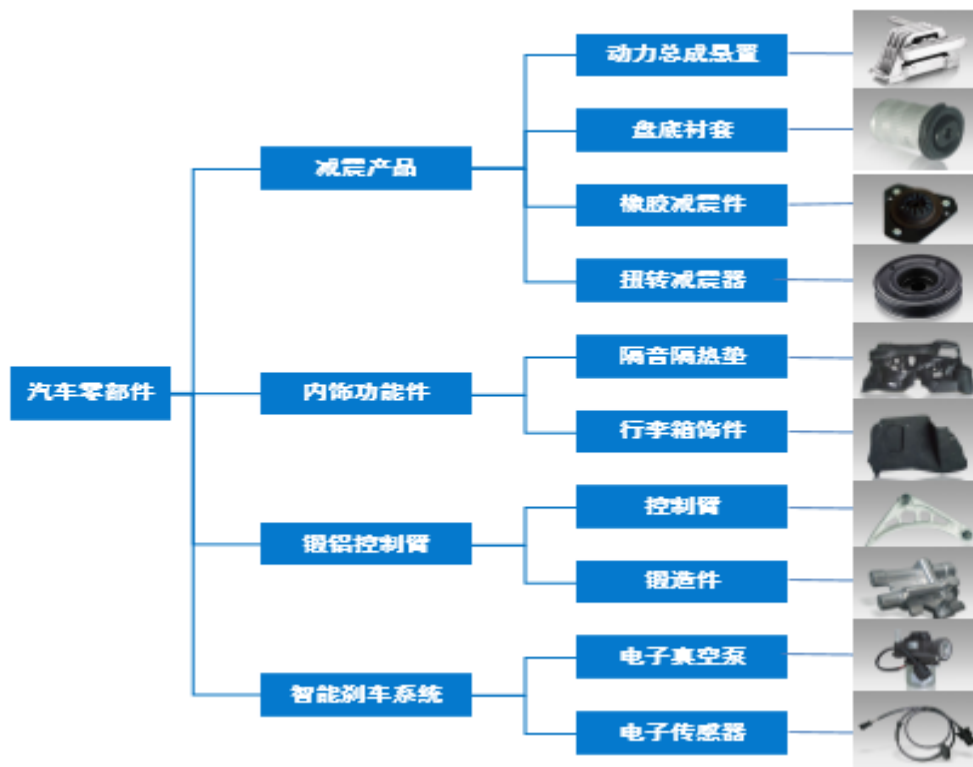 汽车零部件
减震产品
动力总成悬置
盘底衬套
橡胶减震件
扭转减震器
内饰功能件
隔音隔热垫
行李箱饰件
锻铝控制臂
控制臂
锻造件
智能刹车系统
电子真空泵
电子传感器